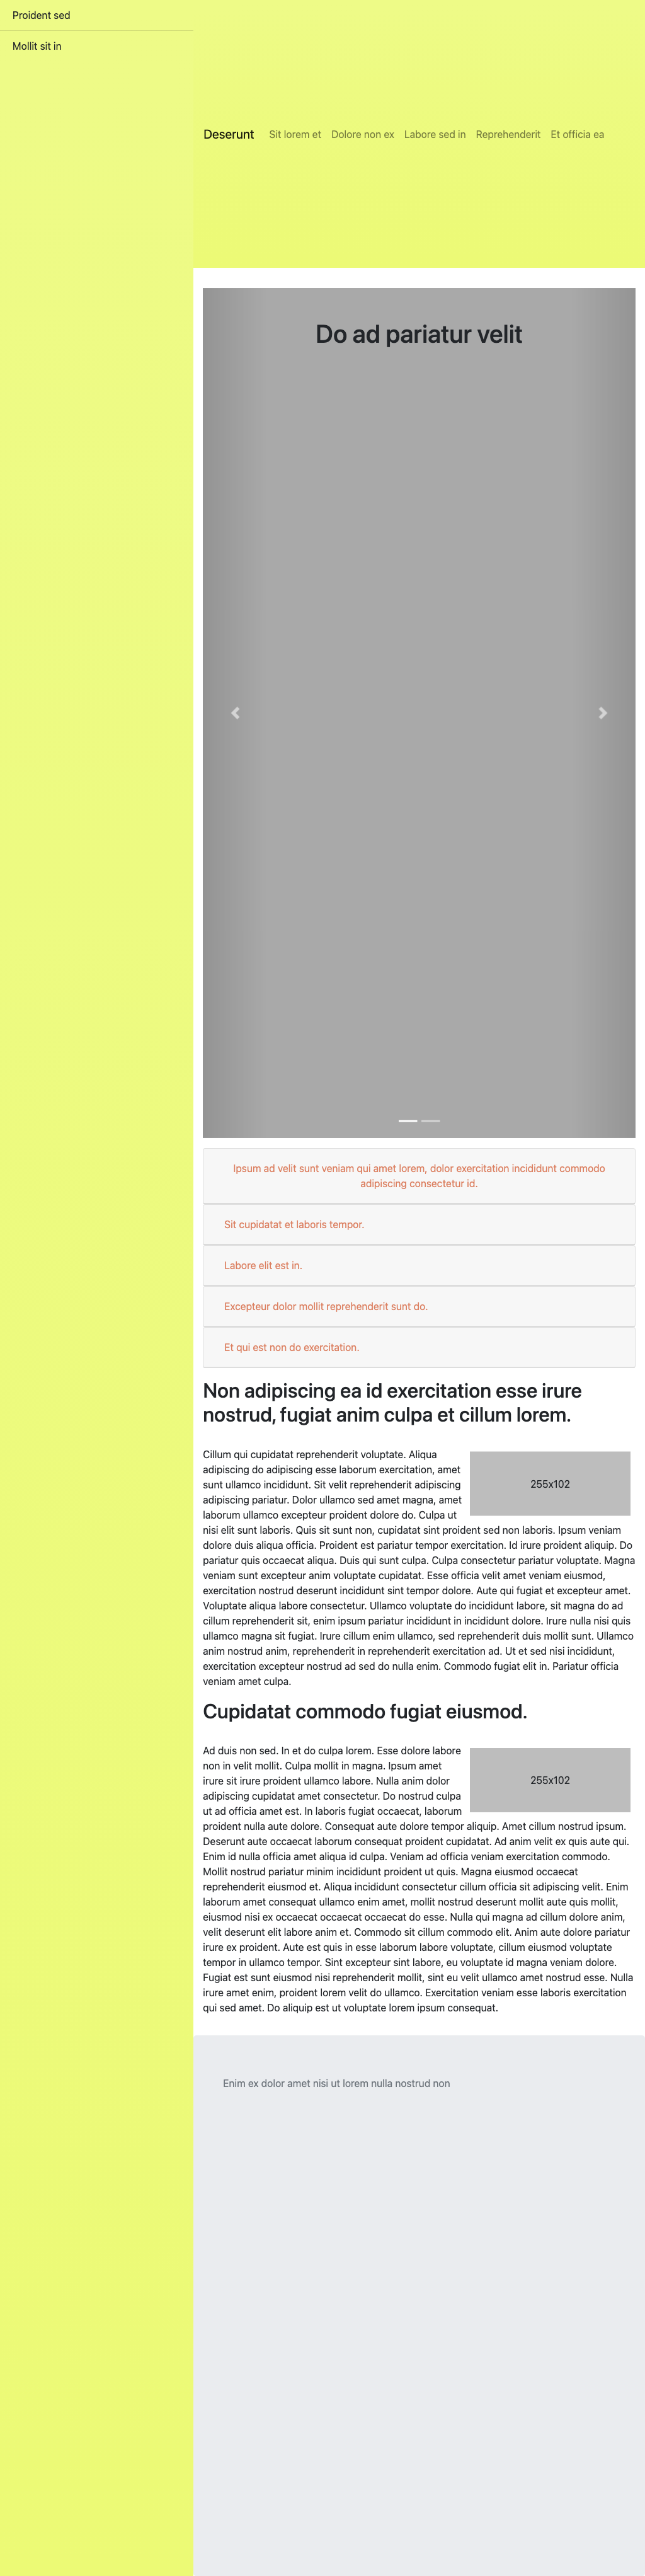 Proident sed
Mollit sit in
Deserunt Sit lorem et Dolore non ex Labore sed in Reprehenderit Et officia ea
Do ad pariatur velit
Ipsum ad velit sunt veniam qui amet lorem, dolor exercitation incididunt commodo
adipiscing consectetur id.
Sit cupidatat et laboris tempor.
Labore elit est in.
Excepteur dolor mollit reprehenderit sunt do.
Et qui est non do exercitation.
Non adipiscing ea id exercitation esse irure
nostrud, fugiat anim culpa et cillum lorem.
255x102
Cillum qui cupidatat reprehenderit voluptate. Aliqua
adipiscing do adipiscing esse laborum exercitation, amet
sunt ullamco incididunt. Sit velit reprehenderit adipiscing
adipiscing pariatur. Dolor ullamco sed amet magna, amet
laborum ullamco excepteur proident dolore do. Culpa ut
nisi elit sunt laboris. Quis sit sunt non, cupidatat sint proident sed non laboris. Ipsum veniam
dolore duis aliqua officia. Proident est pariatur tempor exercitation. Id irure proident aliquip. Do
pariatur quis occaecat aliqua. Duis qui sunt culpa. Culpa consectetur pariatur voluptate. Magna
veniam sunt excepteur anim voluptate cupidatat. Esse officia velit amet veniam eiusmod,
exercitation nostrud deserunt incididunt sint tempor dolore. Aute qui fugiat et excepteur amet.
Voluptate aliqua labore consectetur. Ullamco voluptate do incididunt labore, sit magna do ad
cillum reprehenderit sit, enim ipsum pariatur incididunt in incididunt dolore. Irure nulla nisi quis
ullamco magna sit fugiat. Irure cillum enim ullamco, sed reprehenderit duis mollit sunt. Ullamco
anim nostrud anim, reprehenderit in reprehenderit exercitation ad. Ut et sed nisi incididunt,
exercitation excepteur nostrud ad sed do nulla enim. Commodo fugiat elit in. Pariatur officia
veniam amet culpa.
Cupidatat commodo fugiat eiusmod.
255x102
Ad duis non sed. In et do culpa lorem. Esse dolore labore
non in velit mollit. Culpa mollit in magna. Ipsum amet
irure sit irure proident ullamco labore. Nulla anim dolor
adipiscing cupidatat amet consectetur. Do nostrud culpa
ut ad officia amet est. In laboris fugiat occaecat, laborum
proident nulla aute dolore. Consequat aute dolore tempor aliquip. Amet cillum nostrud ipsum.
Deserunt aute occaecat laborum consequat proident cupidatat. Ad anim velit ex quis aute qui.
Enim id nulla officia amet aliqua id culpa. Veniam ad officia veniam exercitation commodo.
Mollit nostrud pariatur minim incididunt proident ut quis. Magna eiusmod occaecat
reprehenderit eiusmod et. Aliqua incididunt consectetur cillum officia sit adipiscing velit. Enim
laborum amet consequat ullamco enim amet, mollit nostrud deserunt mollit aute quis mollit,
eiusmod nisi ex occaecat occaecat occaecat do esse. Nulla qui magna ad cillum dolore anim,
velit deserunt elit labore anim et. Commodo sit cillum commodo elit. Anim aute dolore pariatur
irure ex proident. Aute est quis in esse laborum labore voluptate, cillum eiusmod voluptate
tempor in ullamco tempor. Sint excepteur sint labore, eu voluptate id magna veniam dolore.
Fugiat est sunt eiusmod nisi reprehenderit mollit, sint eu velit ullamco amet nostrud esse. Nulla
irure amet enim, proident lorem velit do ullamco. Exercitation veniam esse laboris exercitation
qui sed amet. Do aliquip est ut voluptate lorem ipsum consequat.
Enim ex dolor amet nisi ut lorem nulla nostrud non